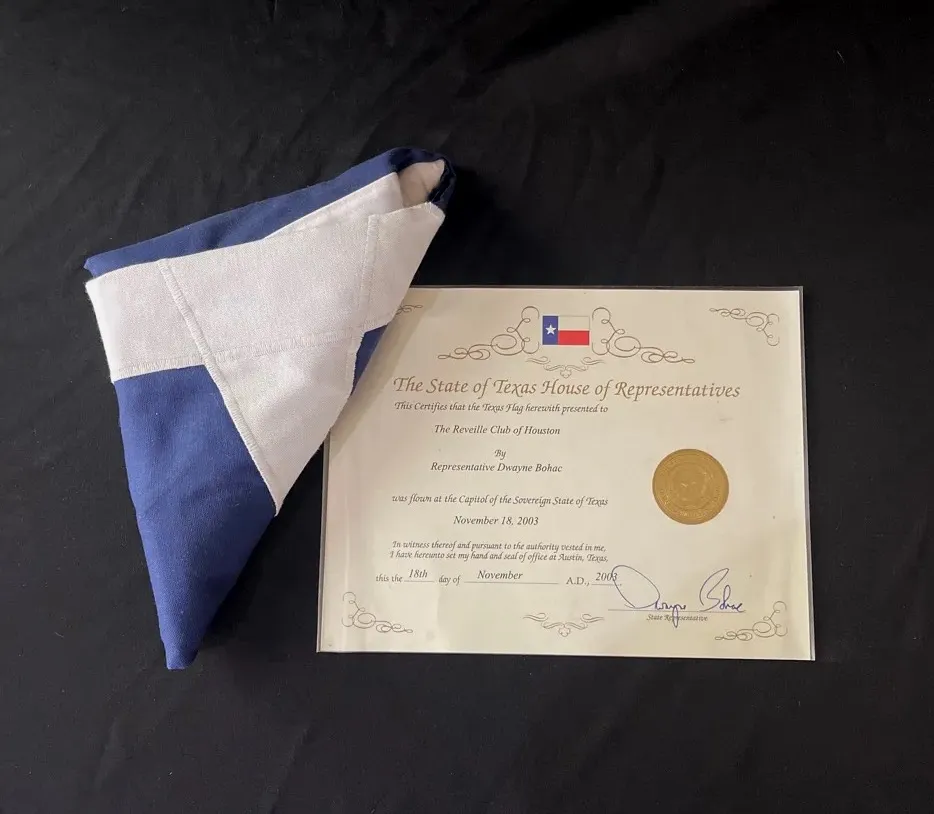 The State of Texas House of Representatives
This Certifies that the Texas Flag herewith presented to
The Reveille Club of Houston
By
Representative Dwayne Bohac
was flown at the Capitol of the Sovereign State of Texas
November 18, 2003
In witness thereof and pursuant to the authority vested in me,
I have hereunto set my hand and seal of office at Austin, Texas,
this the 18th day of November A.D., 2003
Dwayne Bohac
State Representative